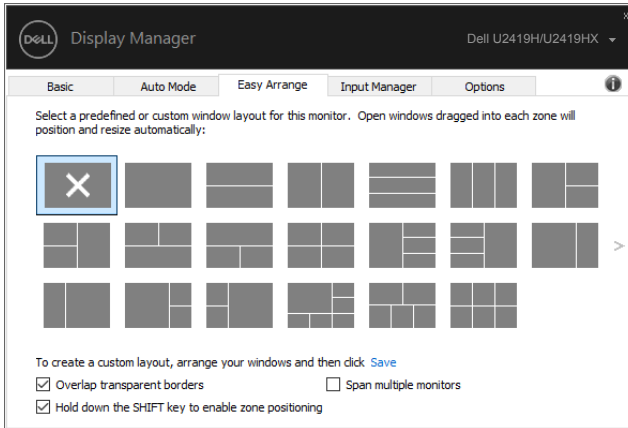 DELL Display Manager
Dell U2419H/U2419HX
Basic Auto Mode Easy Arrange Input Manager Options
Select a predefined or custom window layout for this monitor. Open windows dragged into each zone will
position and resize automatically:
To create a custom layout, arrange your windows and then click Save
Overlap transparent borders
Span multiple monitors
Hold down the SHIFT key to enable zone positioning